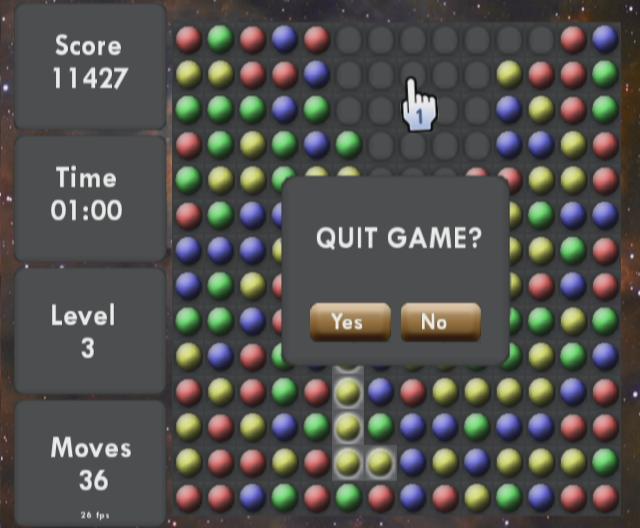 Score
11427
Time
01:00
Level
3
Moves
36
26 fps
1
QUIT GAME?
Yes
No